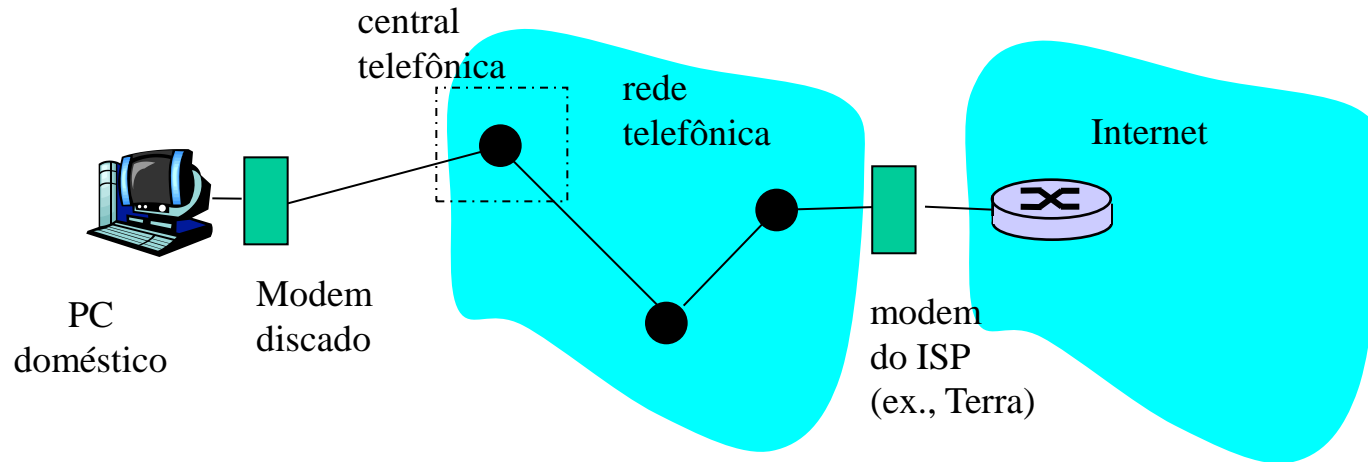 central
telefônica
rede
telefônica
Internet
PC
doméstico
Modem
discado
modem
do ISP
(ex., Terra)